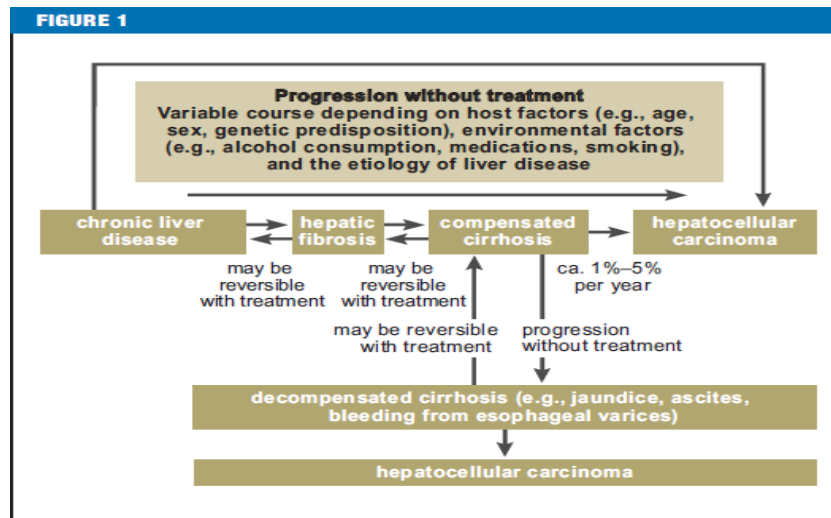 FIGURE 1
Progression without treatment
Variable course depending on host factors (e.g., age,
sex, genetic predisposition), environmental factors
(e.g., alcohol consumption, medications, smoking),
and the etiology of liver disease
chronic liver
disease
hepatic
fibrosis
compensated
cirrhosis
hepatocellular
carcinoma
may be
reversible
with treatment
may be
reversible
with treatment
ca. 1%–5%
per year
may be reversible
with treatment
progression
without treatment
decompensated cirrhosis (e.g., jaundice, ascites,
bleeding from esophageal varices)
hepatocellular carcinoma